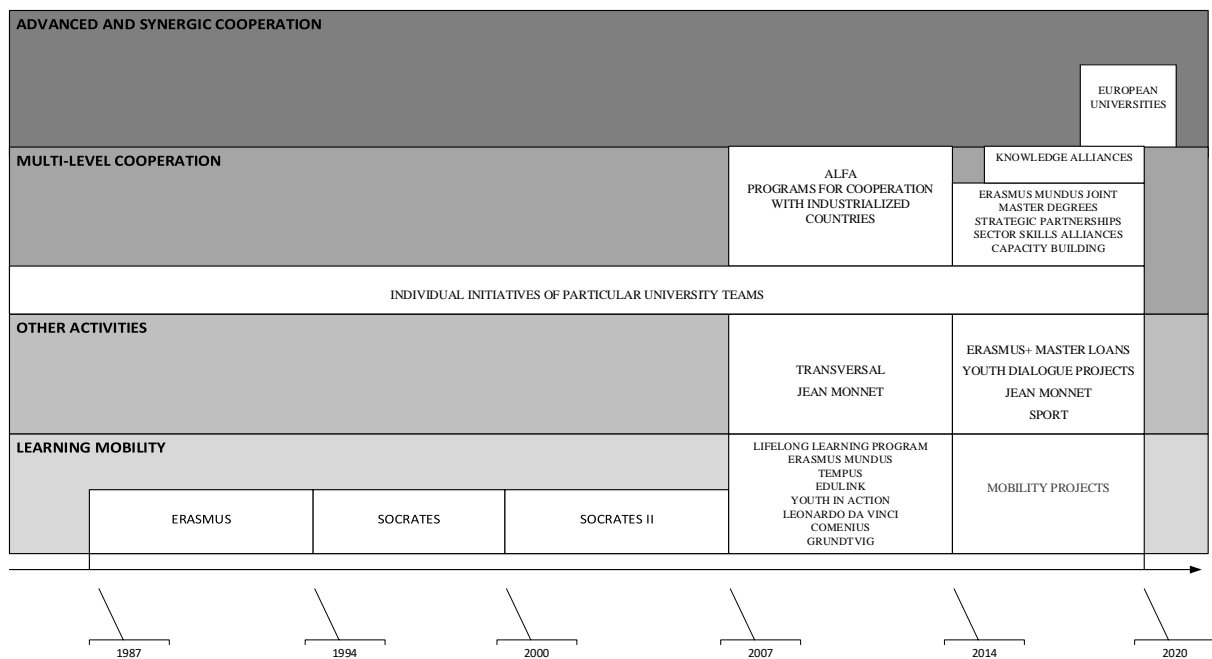 ADVANCED AND SYNERGIC COOPERATION
EUROPEAN
UNIVERSITIES
MULTI-LEVEL COOPERATION
ALFA
PROGRAMS FOR COOPERATION
WITH INDUSTRIALIZED
COUNTRIES
KNOWLEDGE ALLIANCES
ERASMUS MUNDUS JOINT
MASTER DEGREES
STRATEGIC PARTNERSHIPS
SECTOR SKILLS ALLIANCES
CAPACITY BUILDING
INDIVIDUAL INITIATIVES OF PARTICULAR UNIVERSITY TEAMS
OTHER ACTIVITIES
TRANSVERSAL
JEAN MONNET
ERASMUS+ MASTER LOANS
YOUTH DIALOGUE PROJECTS
JEAN MONNET
SPORT
LEARNING MOBILITY
ERASMUS
SOCRATES
SOCRATES II
LIFELONG LEARNING PROGRAM
ERASMUS MUNDUS
TEMPUS
EDULINK
YOUTH IN ACTION
LEONARDO DA VINCI
COMENIUS
GRUNDTVIG
MOBILITY PROJECTS
1987
1994
2000
2007
2014
2020